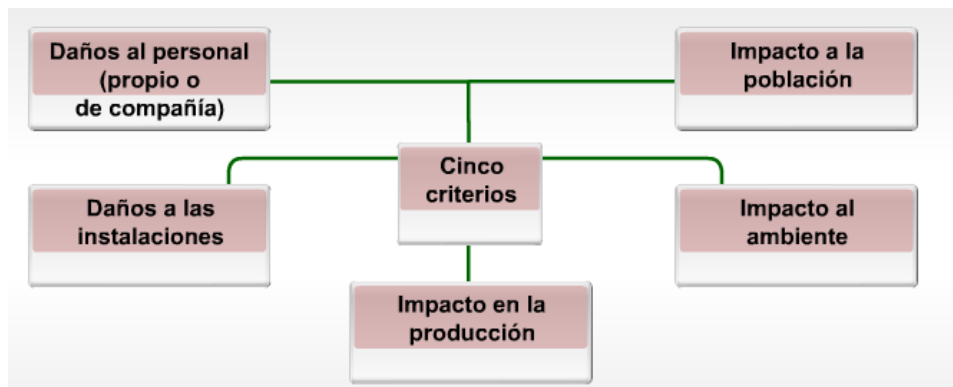 Daños al personal
(propio o
de compañía)
Impacto a la
población
Cinco
criterios
Daños a las
instalaciones
Impacto al
ambiente
Impacto en la
producción